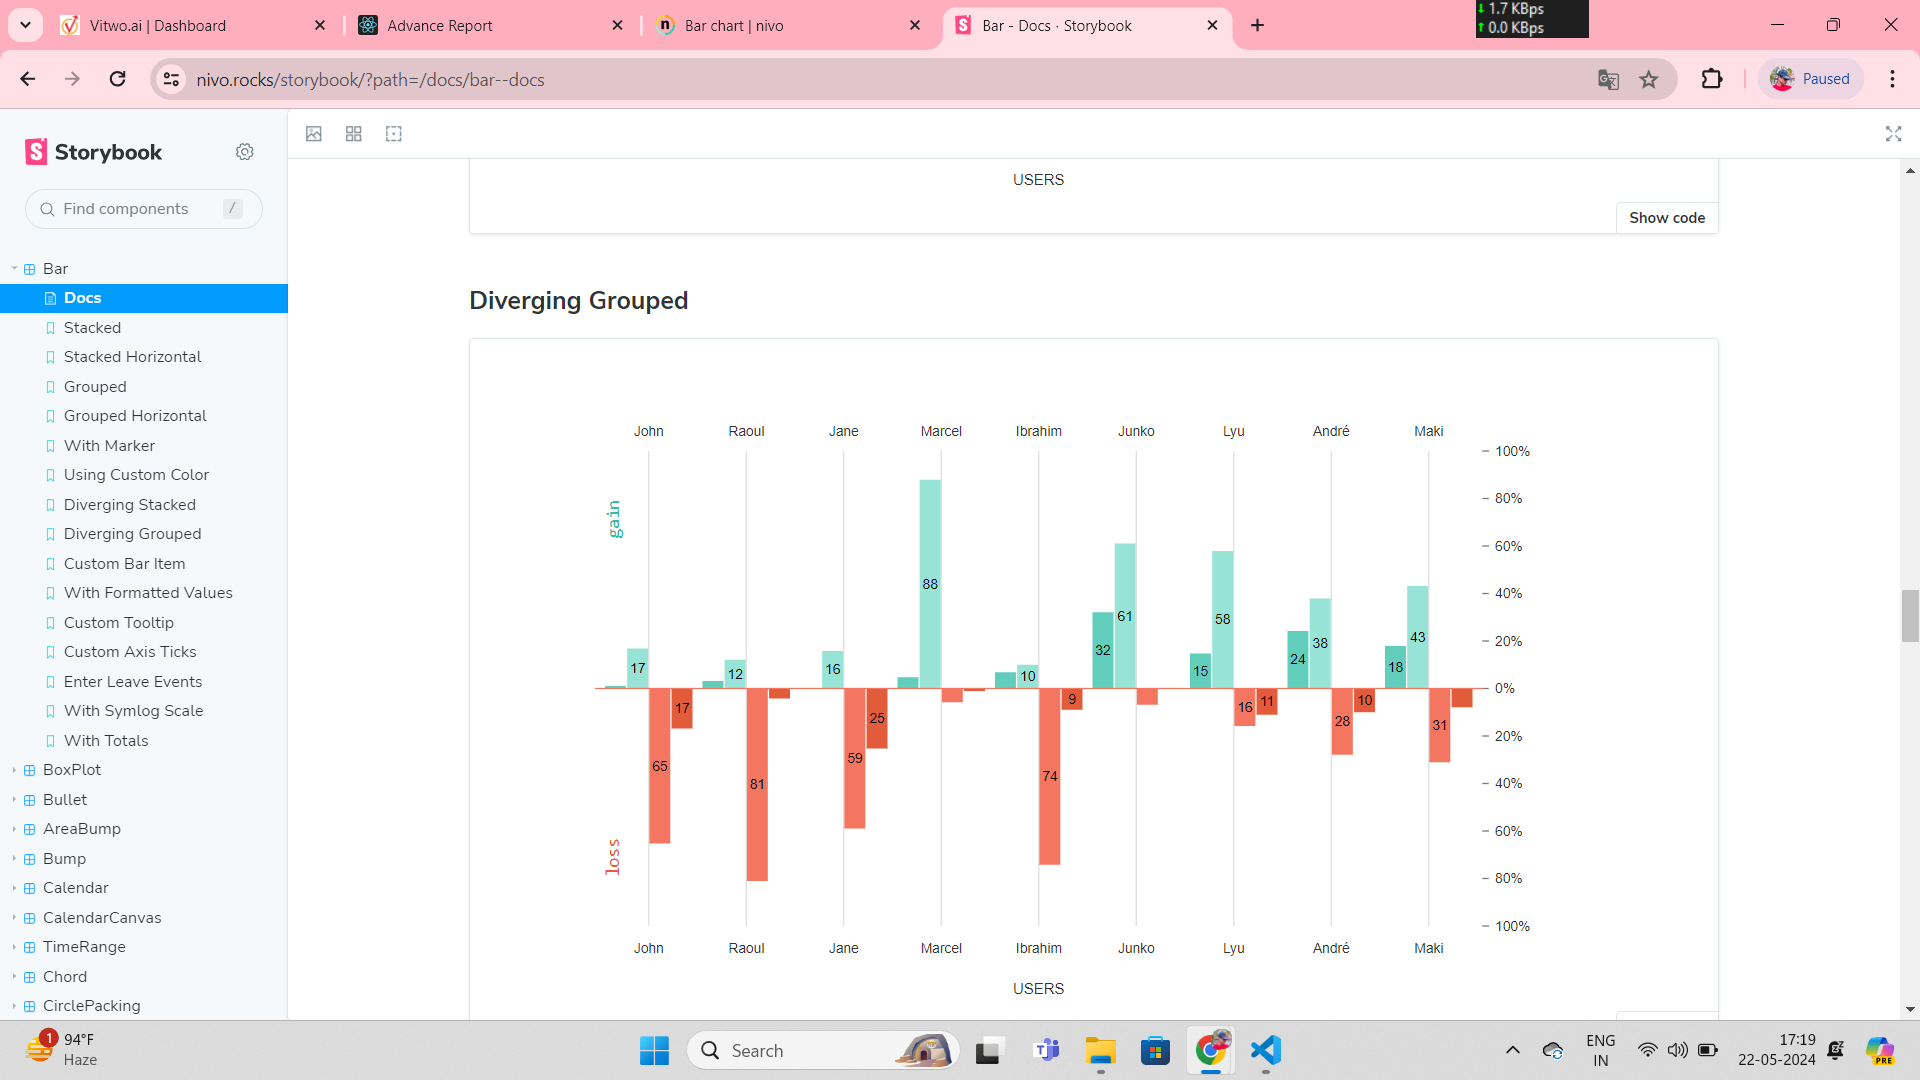 Vitwo.ai | Dashboard
Advance Report
Bar chart | nivo
Bar - Docs · Storybook
1.7 KBps
0.0 KBps
nivo.rocks/storybook/?path=/docs/bar--docs
Paused
Storybook
Find components
/
Bar
Docs
Stacked
Stacked Horizontal
Grouped
Grouped Horizontal
With Marker
Using Custom Color
Diverging Stacked
Diverging Grouped
Custom Bar Item
With Formatted Values
Custom Tooltip
Custom Axis Ticks
Enter Leave Events
With Symlog Scale
With Totals
BoxPlot
Bullet
AreaBump
Bump
Calendar
CalendarCanvas
TimeRange
Chord
CirclePacking
USERS
Show code
Diverging Grouped
John Raoul Jane Marcel Ibrahim Junko Lyu André Maki
100%
80%
60%
40%
20%
0%
20%
40%
60%
80%
100%
gain
loss
17
65
17
12
81
16
59
25
88
10
74
9
32
61
15
58
16
11
24
38
28
10
18
43
31
John Raoul Jane Marcel Ibrahim Junko Lyu André Maki
USERS
1
94°F
Haze
Search
PRE
ENG
IN
17:19
22-05-2024